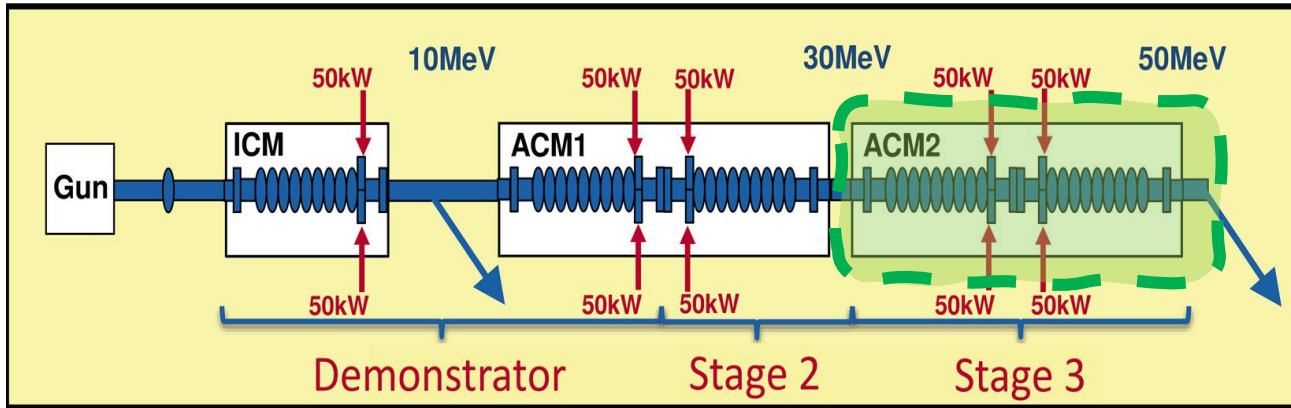 10MeV 30MeV 50MeV
50kW 50kW 50kW 50kW 50kW
ICM ACM1 ACM2
Gun
50kW 50kW 50kW 50kW 50kW
Demonstrator Stage 2 Stage 3